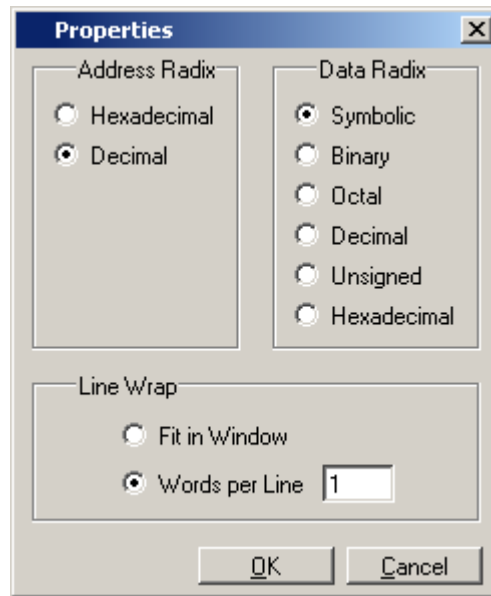 Properties
Address Radix
Hexadecimal
Decimal
Data Radix
Symbolic
Binary
Octal
Decimal
Unsigned
Hexadecimal
Line Wrap
Fit in Window
Words per Line 1
OK Cancel